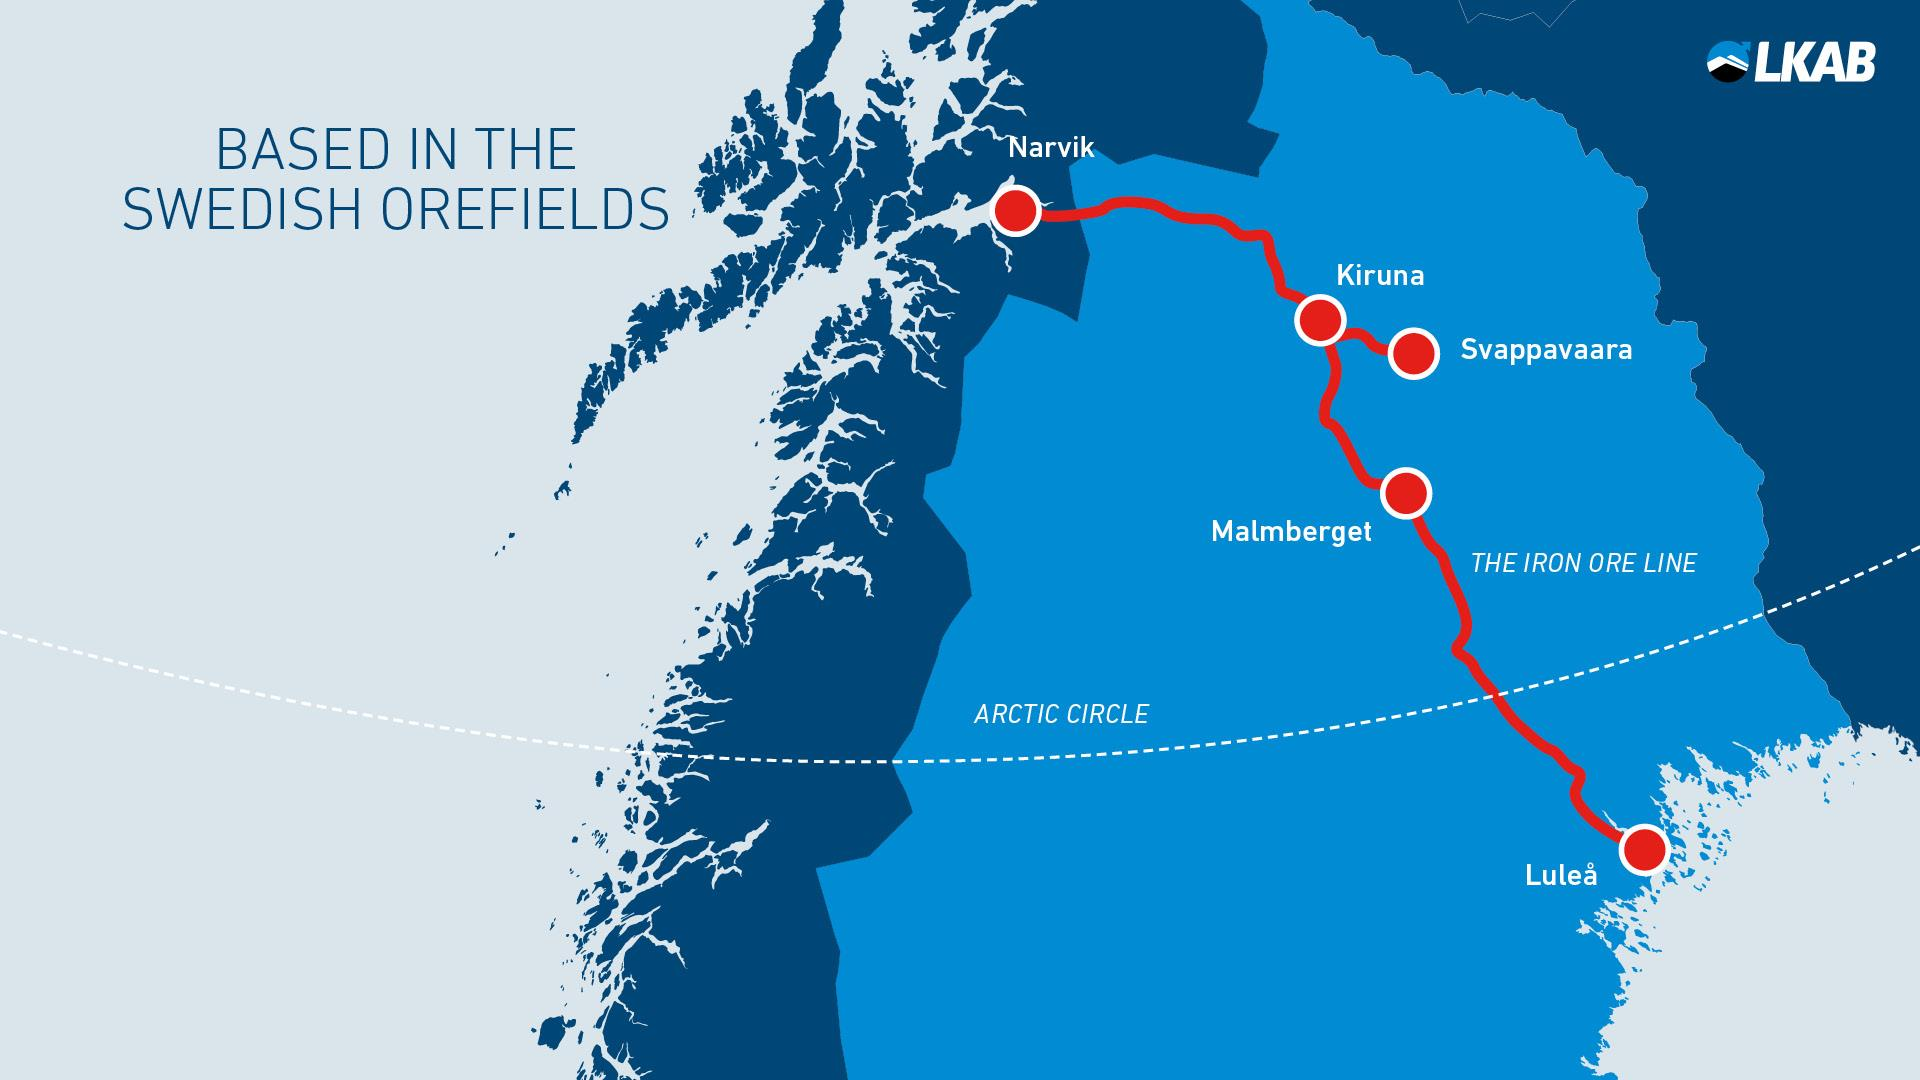 BASED IN THE
SWEDISH OREFIELDS
LKAB
Narvik
Kiruna
Svappavaara
Malmberget
THE IRON ORE LINE
ARCTIC CIRCLE
Luleå